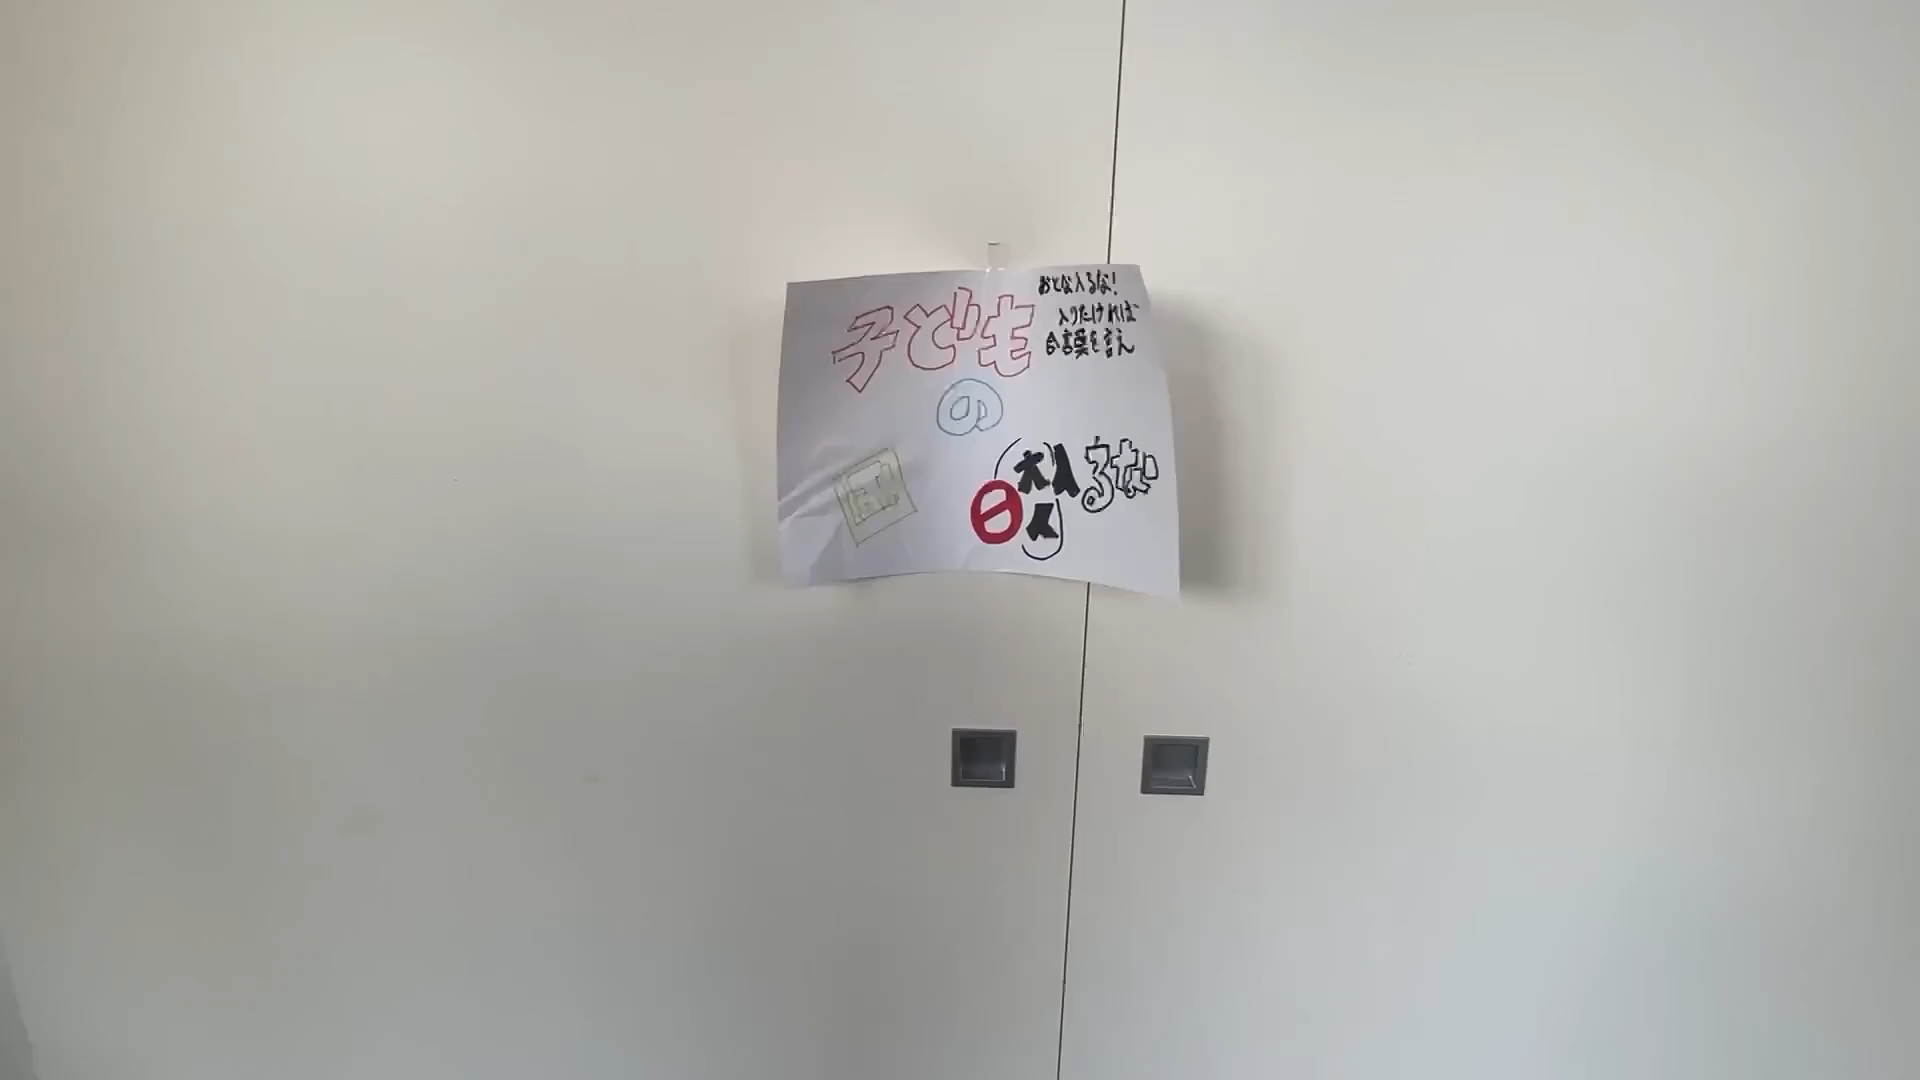 子ども
の
おとな入るな!
入りたければ
合言葉を言え
大人入るな